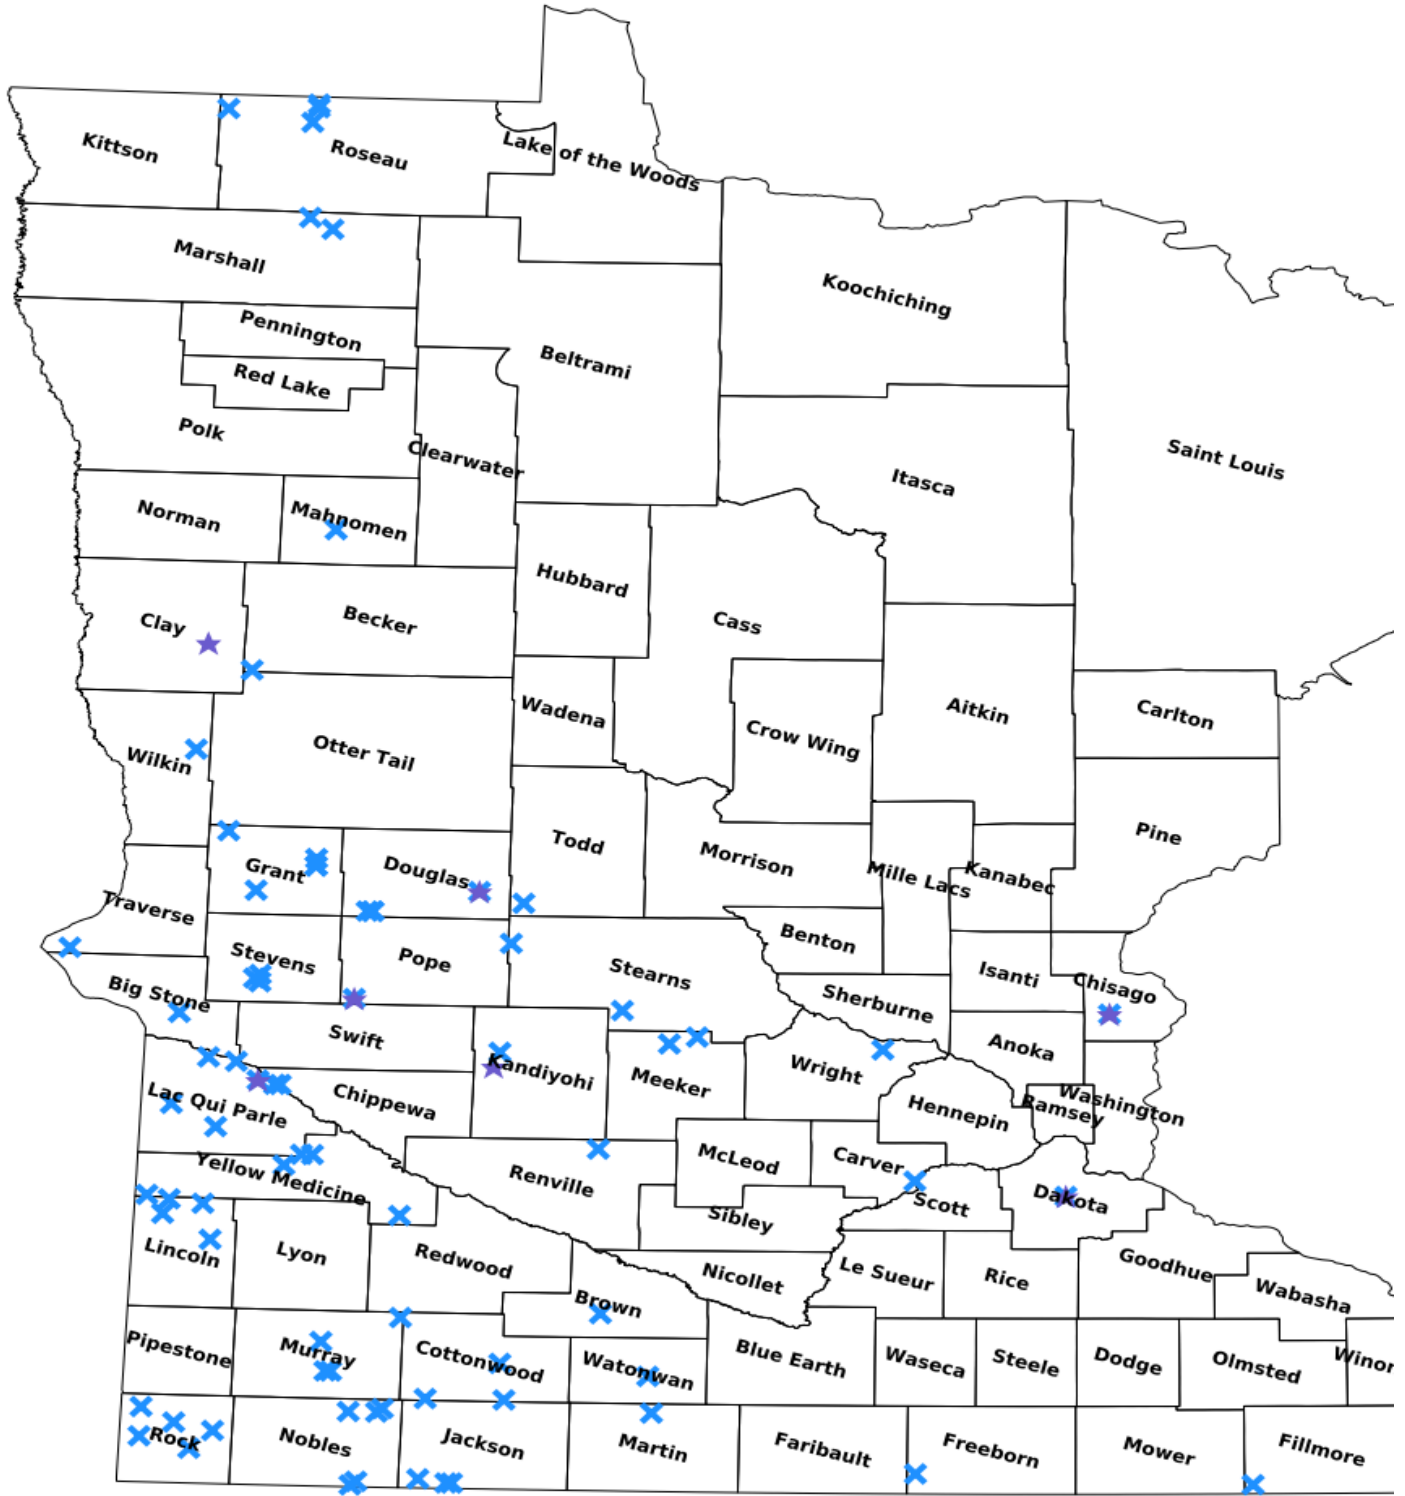 Kittson
Roseau
Lake of the Woods
Marshall
Koochiching
Pennington
Beltrami
Red Lake
Polk
Clearwater
Saint Louis
Itasca
Norman
Mahnomen
Hubbard
Clay
Becker
Cass
Wadena
Aitkin
Carlton
Crow Wing
Otter Tail
Wilkin
Todd
Pine
Morrison
Grant
Douglas
Mille Lacs
Kanabec
Traverse
Benton
Stevens
Pope
Stearns
Isanti
Chisago
Big Stone
Sherburne
Swift
Anoka
Kandiyohi
Wright
Meeker
Chippewa
Lac Qui Parle
Hennepin
Ramsey
Washington
McLeod
Carver
Yellow Medicine
Renville
Dakota
Scott
Sibley
Lincoln
Lyon
Redwood
Nicollet
Le Sueur
Rice
Goodhue
Wabasha
Brown
Pipestone
Murray
Cottonwood
Watonwan
Blue Earth
Waseca
Steele
Dodge
Olmsted
Winor
Rock
Nobles
Jackson
Martin
Faribault
Freeborn
Mower
Fillmore